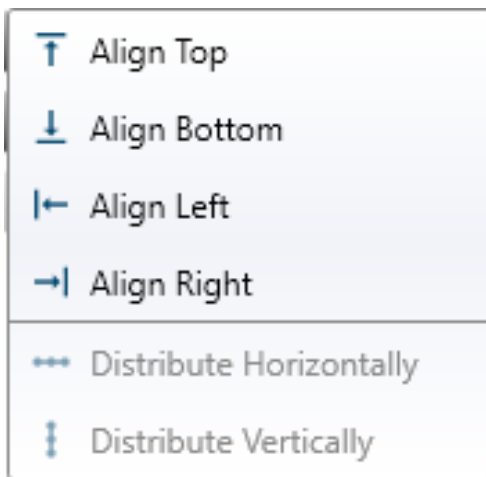 Align Top
Align Bottom
Align Left
Align Right
Distribute Horizontally
Distribute Vertically